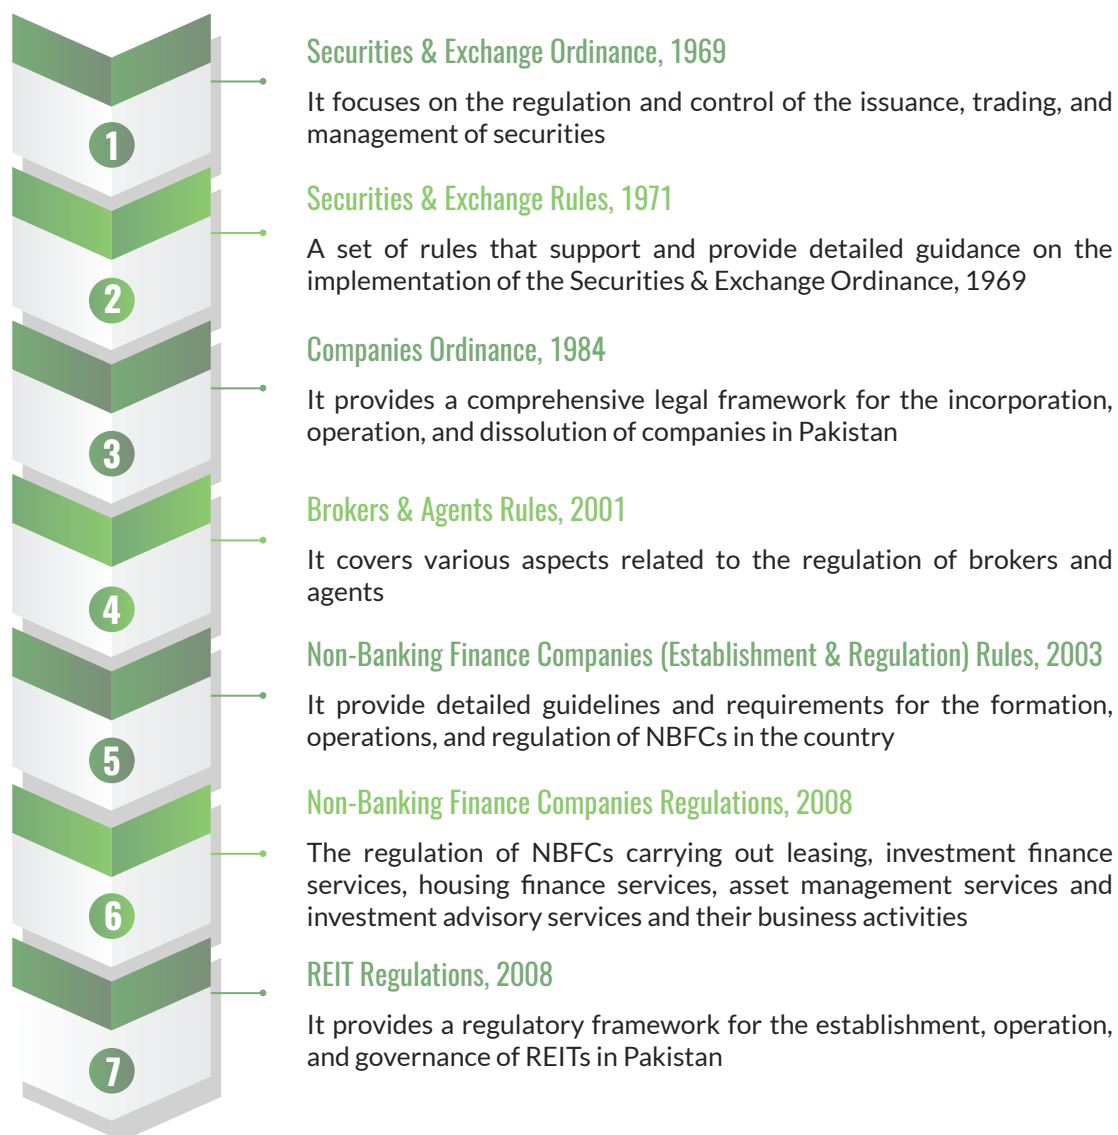 Securities & Exchange Ordinance, 1969
It focuses on the regulation and control of the issuance, trading, and
management of securities
1
Securities & Exchange Rules, 1971
A set of rules that support and provide detailed guidance on the
implementation of the Securities & Exchange Ordinance, 1969
2
Companies Ordinance, 1984
It provides a comprehensive legal framework for the incorporation,
operation, and dissolution of companies in Pakistan
3
Brokers & Agents Rules, 2001
It covers various aspects related to the regulation of brokers and
agents
4
Non-Banking Finance Companies (Establishment & Regulation) Rules, 2003
It provide detailed guidelines and requirements for the formation,
operations, and regulation of NBFCs in the country
5
Non-Banking Finance Companies Regulations, 2008
The regulation of NBFCs carrying out leasing, investment finance
services, housing finance services, asset management services and
investment advisory services and their business activities
6
REIT Regulations, 2008
It provides a regulatory framework for the establishment, operation,
and governance of REITs in Pakistan
7